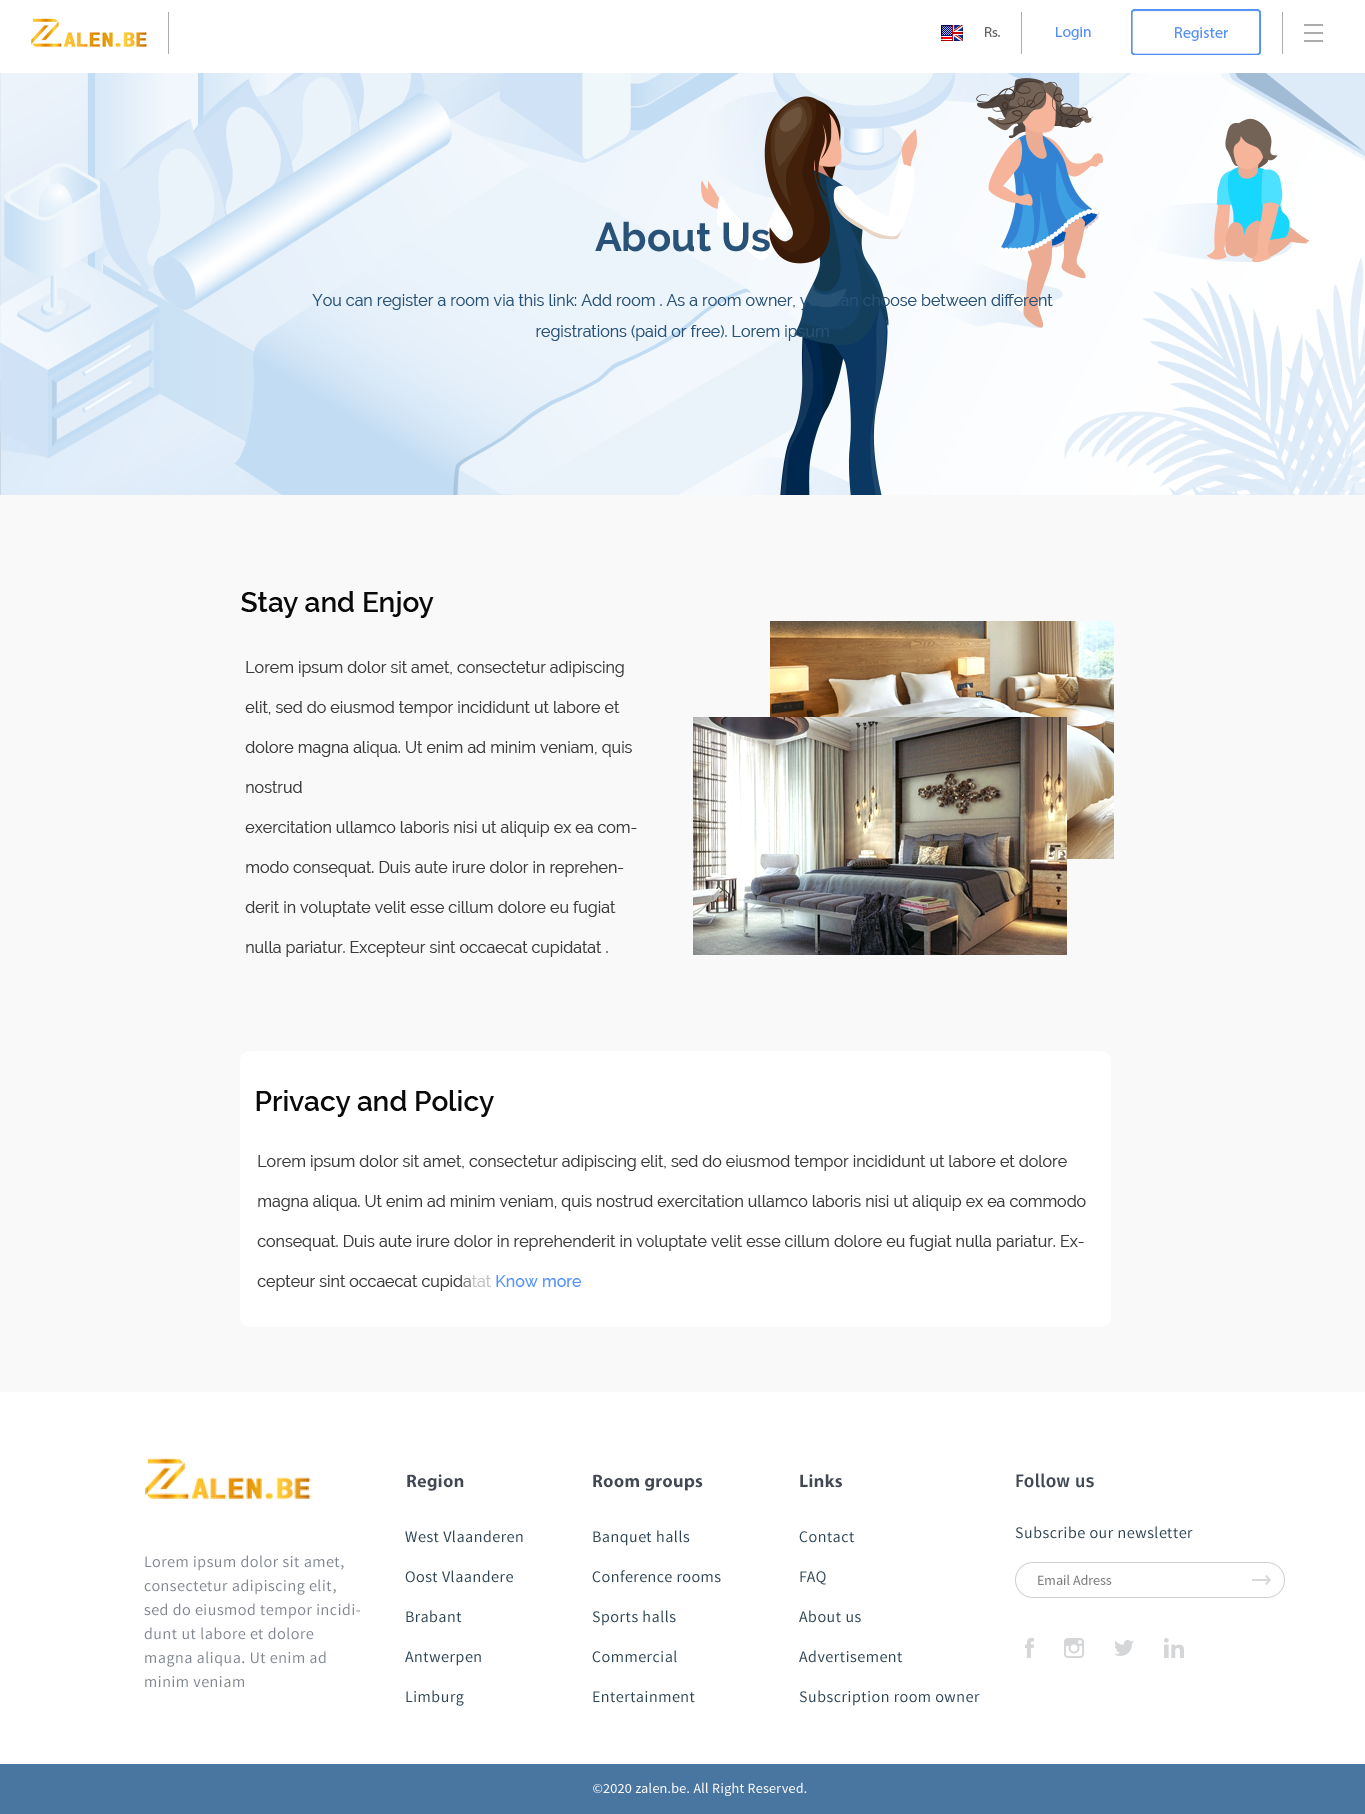 ZALEN.BE
Rs.
Login
Register
About Us
You can register a room via this link: Add room . As a room owner, you can choose between different
registrations (paid or free). Lorem ipsum
Stay and Enjoy
Lorem ipsum dolor sit amet, consectetur adipiscing
elit, sed do eiusmod tempor incididunt ut labore et
dolore magna aliqua. Ut enim ad minim veniam, quis
nostrud
exercitation ullamco laboris nisi ut aliquip ex ea com-
modo consequat. Duis aute irure dolor in reprehen-
derit in voluptate velit esse cillum dolore eu fugiat
nulla pariatur. Excepteur sint occaecat cupidatat .
Privacy and Policy
Lorem ipsum dolor sit amet, consectetur adipiscing elit, sed do eiusmod tempor incididunt ut labore et dolore
magna aliqua. Ut enim ad minim veniam, quis nostrud exercitation ullamco laboris nisi ut aliquip ex ea commodo
consequat. Duis aute irure dolor in reprehenderit in voluptate velit esse cillum dolore eu fugiat nulla pariatur. Ex-
cepteur sint occaecat cupidatat Know more
ZALEN.BE
Lorem ipsum dolor sit amet,
consectetur adipiscing elit,
sed do eiusmod tempor incidi-
dunt ut labore et dolore
magna aliqua. Ut enim ad
minim veniam
Region
West Vlaanderen
Oost Vlaandere
Brabant
Antwerpen
Limburg
Room groups
Banquet halls
Conference rooms
Sports halls
Commercial
Entertainment
Links
Contact
FAQ
About us
Advertisement
Subscription room owner
Follow us
Subscribe our newsletter
Email Adress
©2020 zalen.be. All Right Reserved.